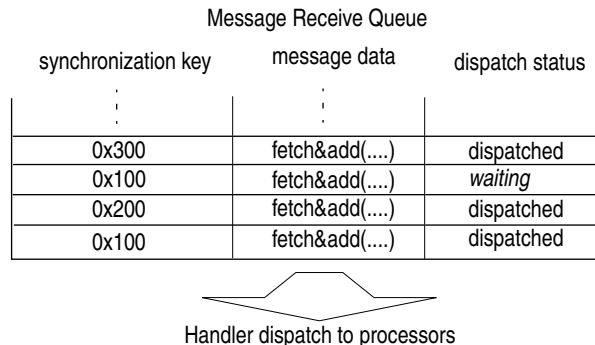 Message Receive Queue
synchronization key message data dispatch status
0x300 fetch&add(....) dispatched
0x100 fetch&add(....) waiting
0x200 fetch&add(....) dispatched
0x100 fetch&add(....) dispatched
Handler dispatch to processors